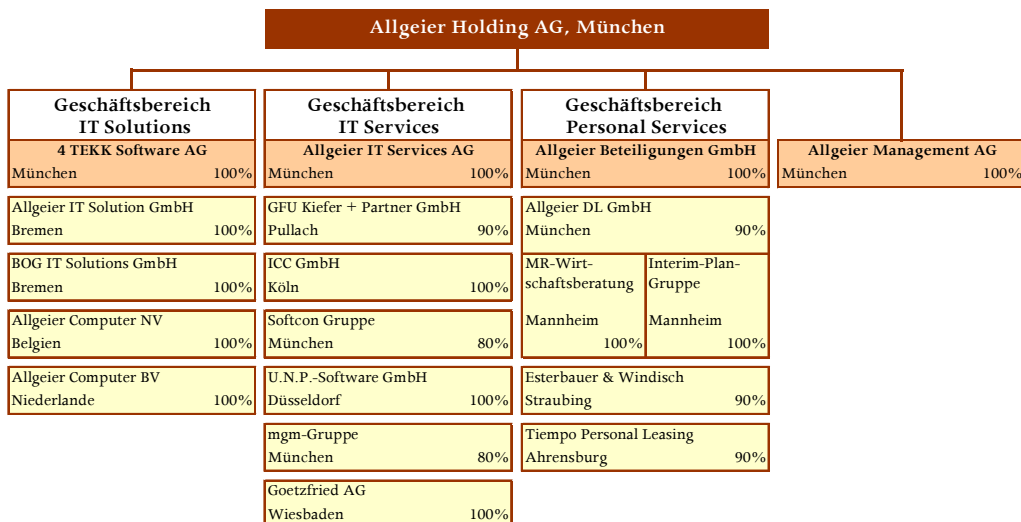 Allgeier Holding AG, München
Geschäftsbereich
IT Solutions
4 TEKK Software AG
München 100%
Allgeier IT Solution GmbH
Bremen 100%
BOG IT Solutions GmbH
Bremen 100%
Allgeier Computer NV
Belgien 100%
Allgeier Computer BV
Niederlande 100%
Geschäftsbereich
IT Services
Allgeier IT Services AG
München 100%
GFU Kiefer + Partner GmbH
Pullach 90%
ICC GmbH
Köln 100%
Softcon Gruppe
München 80%
U.N.P.-Software GmbH
Düsseldorf 100%
mgm-Gruppe
München 80%
Goetzfried AG
Wiesbaden 100%
Geschäftsbereich
Personal Services
Allgeier Beteiligungen GmbH
München 100%
Allgeier DL GmbH
München 90%
MR-Wirt-
schaftsberatung
Mannheim
100%
Interim-Plan-
Gruppe
Mannheim
100%
Esterbauer & Windisch
Straubing 90%
Tiempo Personal Leasing
Ahrensburg 90%
Allgeier Management AG
München 100%